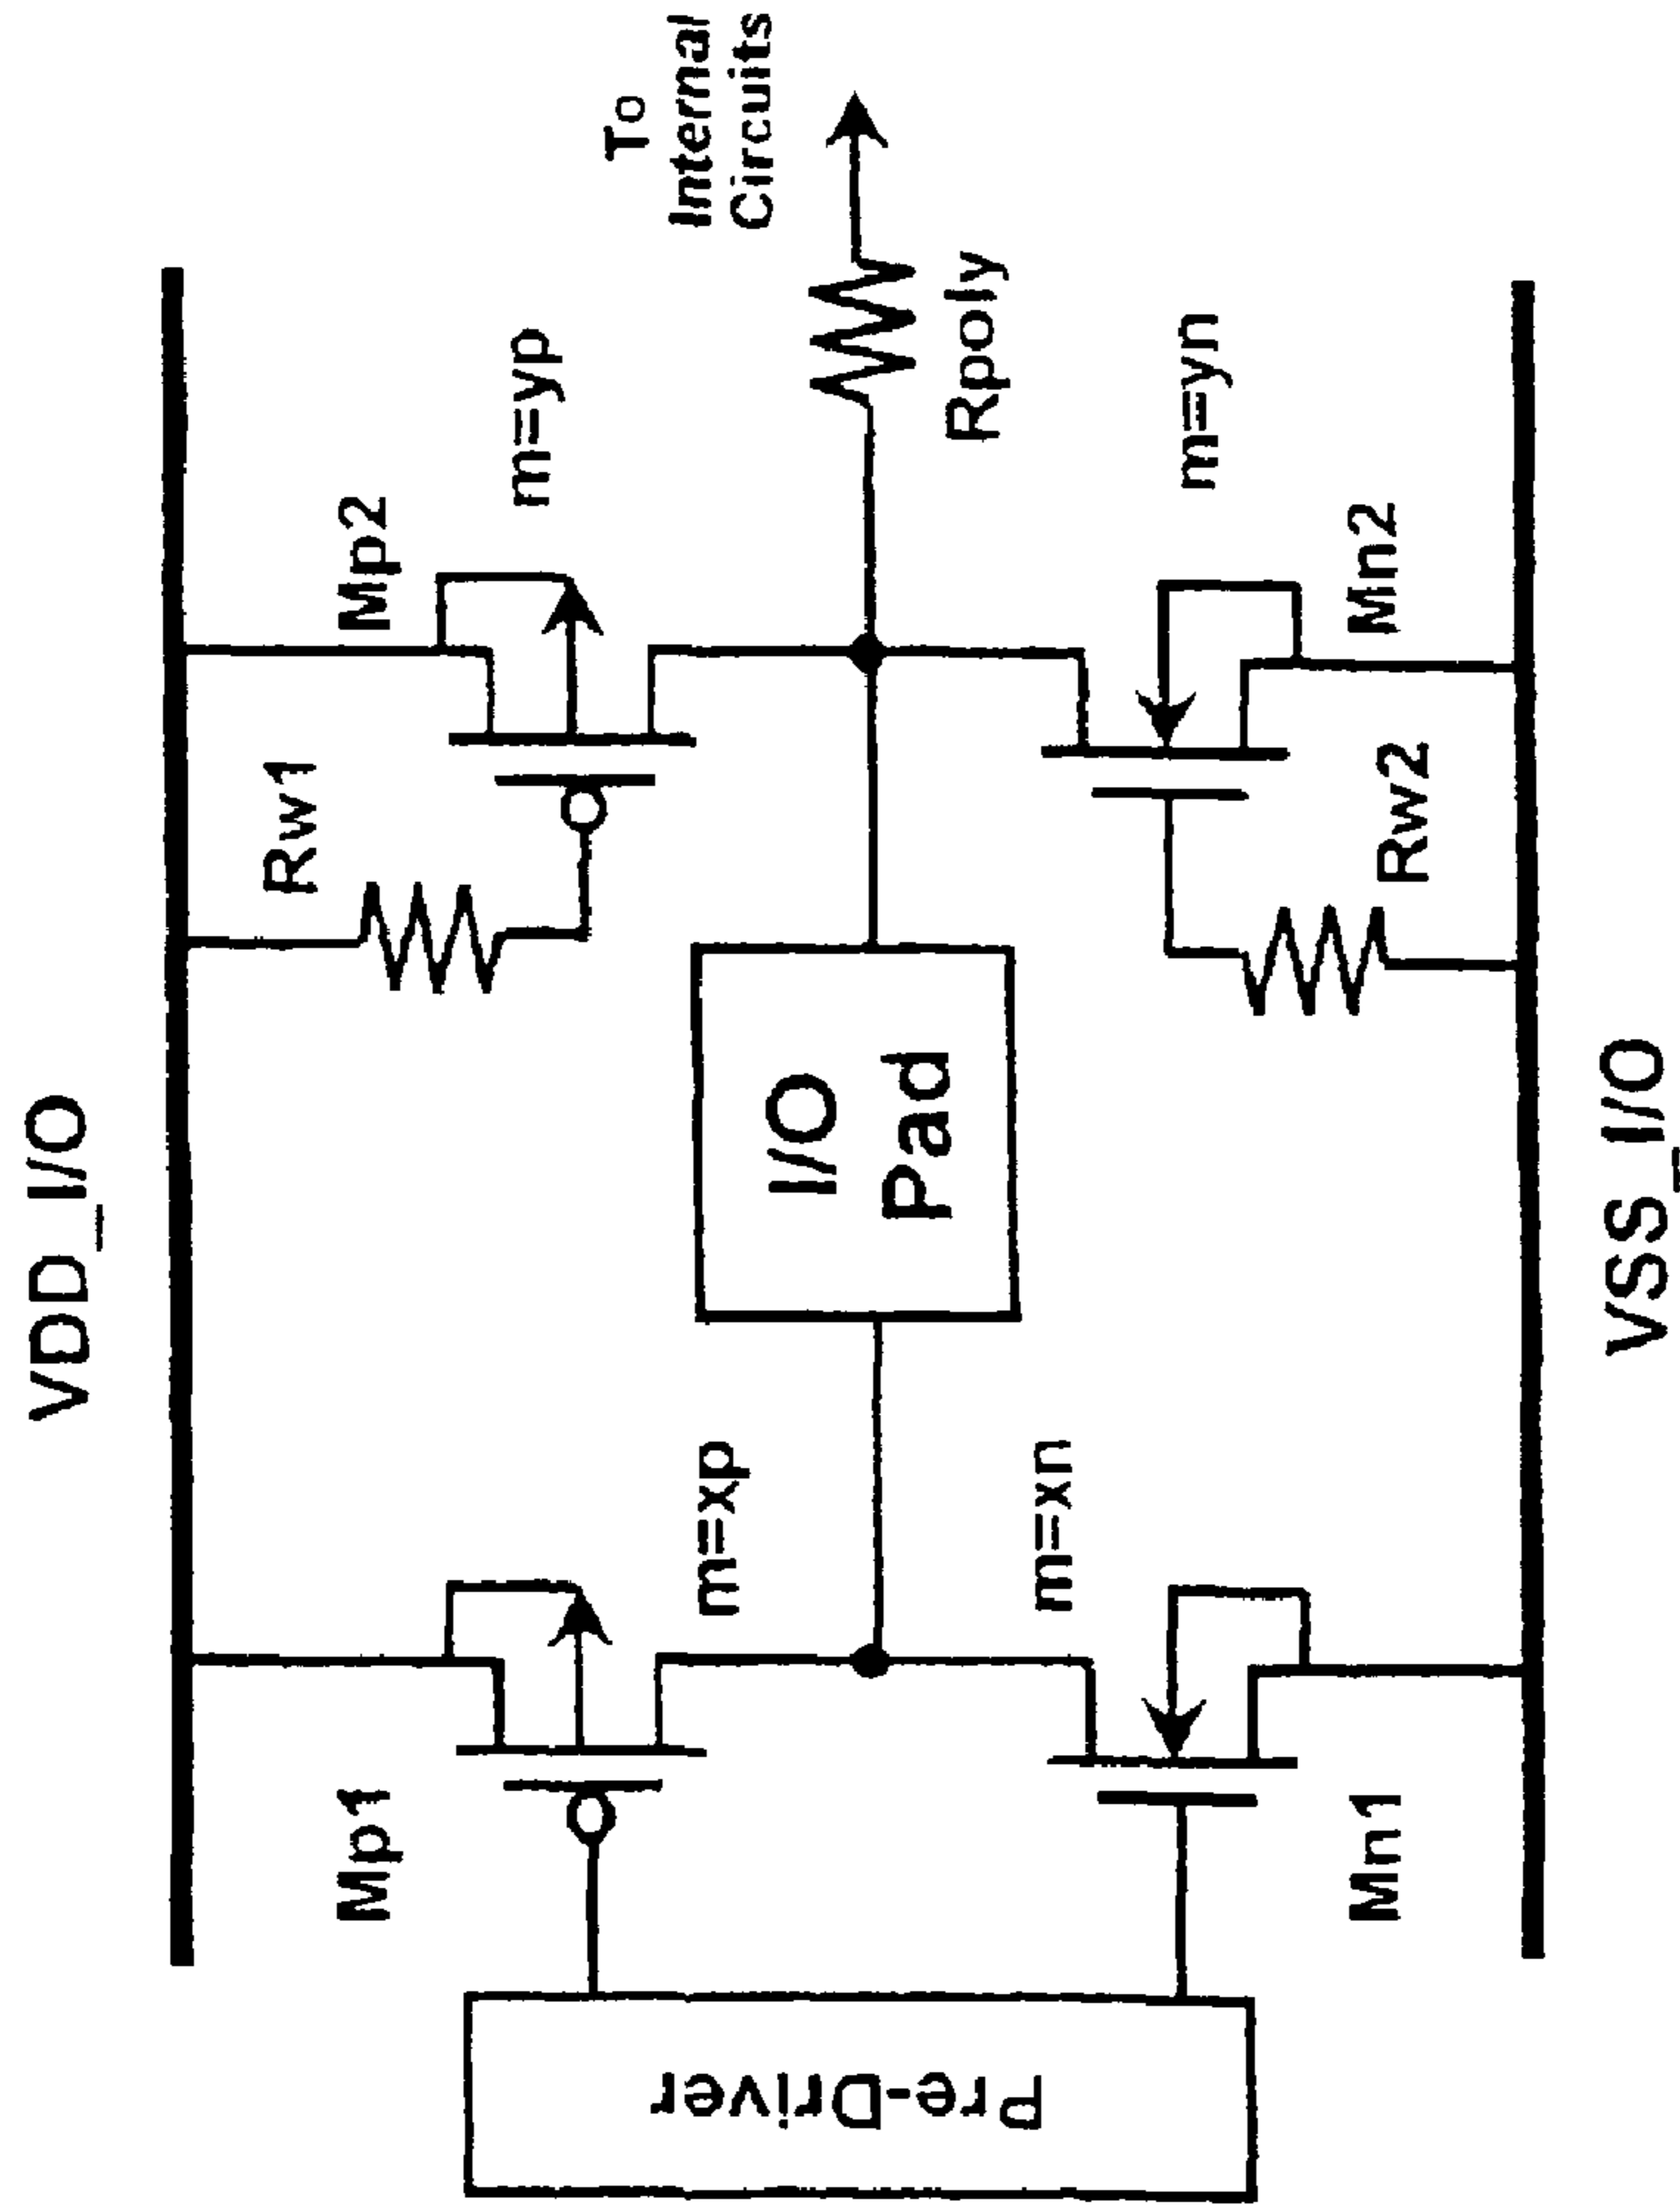 VDD_I/O
Mp1
m=xp
Mp2
m=yp
Rw1
To
Internal
Circuits
Pre-Driver
I/O
Pad
Rpoly
Mn1
m=xn
Mn2
m=yn
Rw2
VSS_I/O